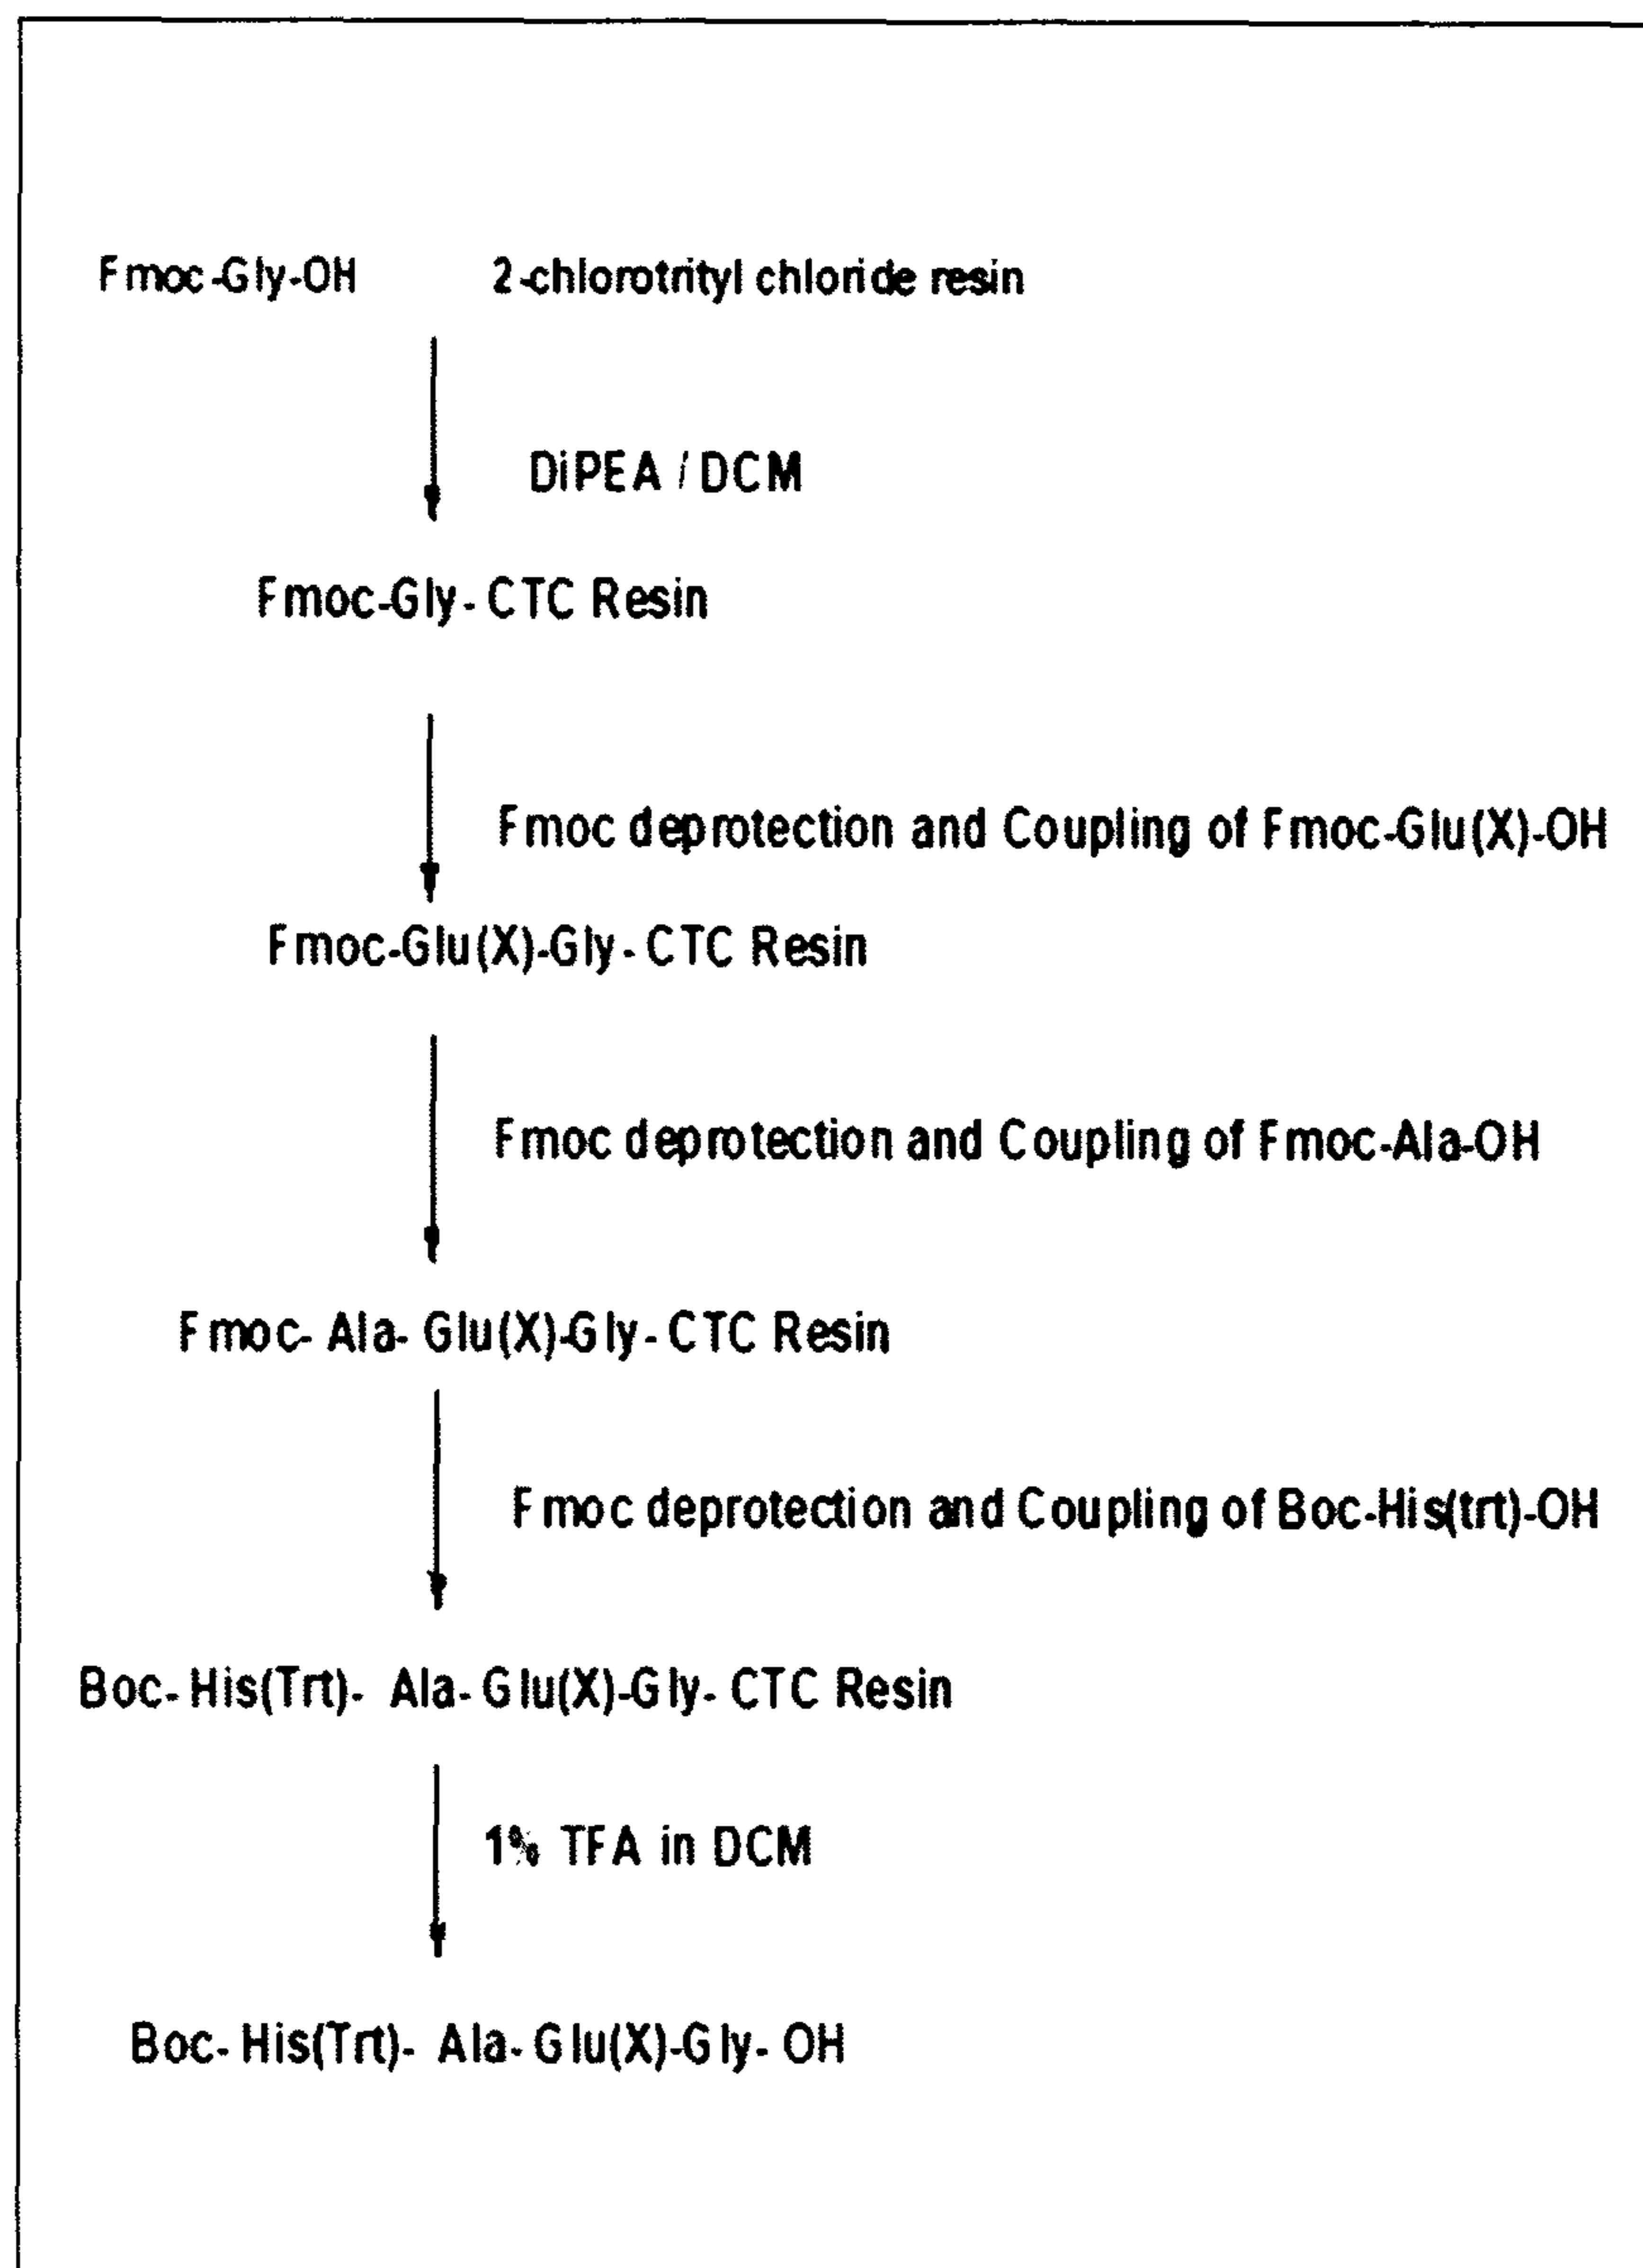 Fmoc-Gly-OH 2-chlorotrityl chloride resin
DiPEA / DCM
Fmoc-Gly- CTC Resin
Fmoc deprotection and Coupling of Fmoc-Glu(X)-OH
Fmoc-Glu(X)-Gly- CTC Resin
Fmoc deprotection and Coupling of Fmoc-Ala-OH
Fmoc- Ala- Glu(X)-Gly- CTC Resin
Fmoc deprotection and Coupling of Boc-His(trt)-OH
Boc- His(Trt)- Ala- Glu(X)-Gly- CTC Resin
1% TFA in DCM
Boc- His(Trt)- Ala- Glu(X)-Gly- OH